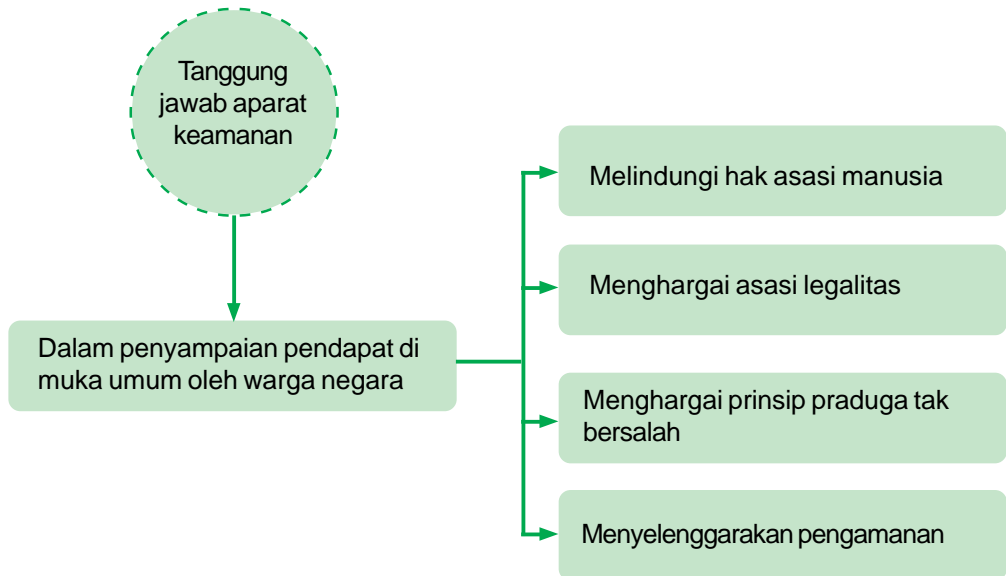 Tanggung
jawab aparat
keamanan
Dalam penyampaian pendapat di
muka umum oleh warga negara
Melindungi hak asasi manusia
Menghargai asasi legalitas
Menghargai prinsip praduga tak
bersalah
Menyelenggarakan pengamanan